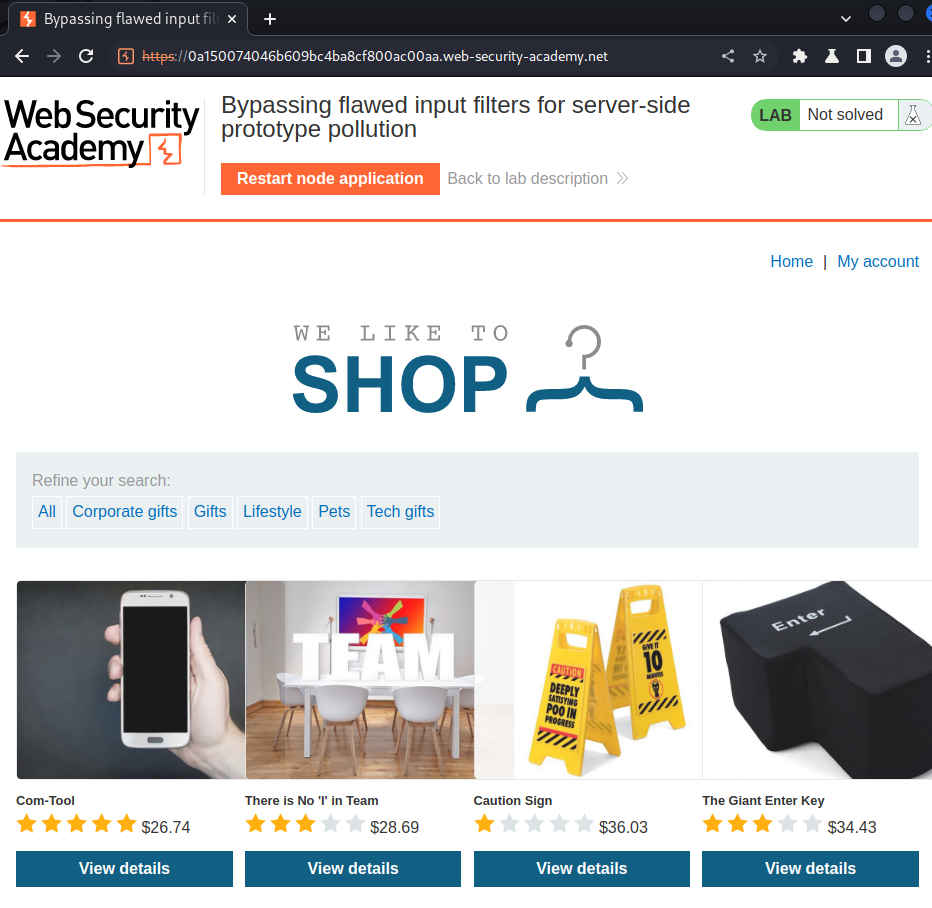 Bypassing flawed input fil
https://0a150074046b609bc4ba8cf800ac00aa.web-security-academy.net
Web Security
Academy
Bypassing flawed input filters for server-side
prototype pollution
LAB Not solved
Restart node application Back to lab description
Home | My account
WE LIKE TO
SHOP
Refine your search:
All Corporate gifts Gifts Lifestyle Pets Tech gifts
TEAM
CAUTION
DEEPLY
SATISFYING
POO IN
PROGRESS
GIVE IT
10
MINUTES
Enter
Com-Tool There is No 'I' in Team Caution Sign The Giant Enter Key
$26.74 $28.69 $36.03 $34.43
View details View details View details View details